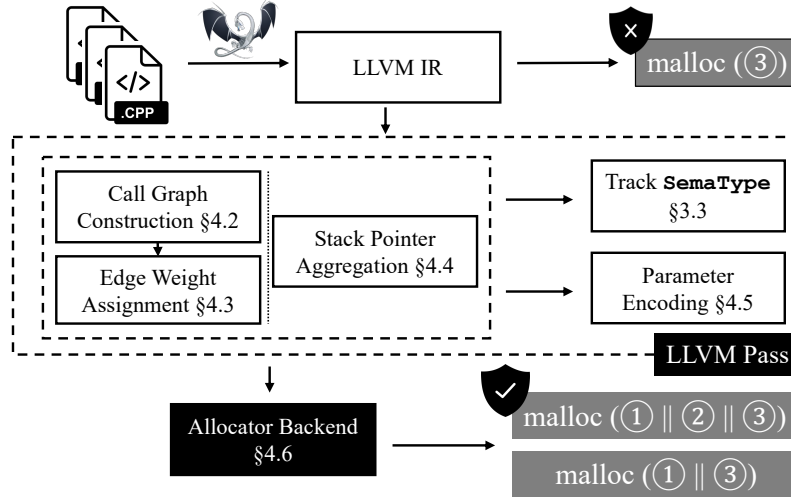 </>
.CPP
LLVM IR
malloc (③)
Call Graph
Construction §4.2
Edge Weight
Assignment §4.3
Stack Pointer
Aggregation §4.4
Track SemaType
§3.3
Parameter
Encoding §4.5
LLVM Pass
Allocator Backend
§4.6
malloc (① || ② || ③)
malloc (① || ③)